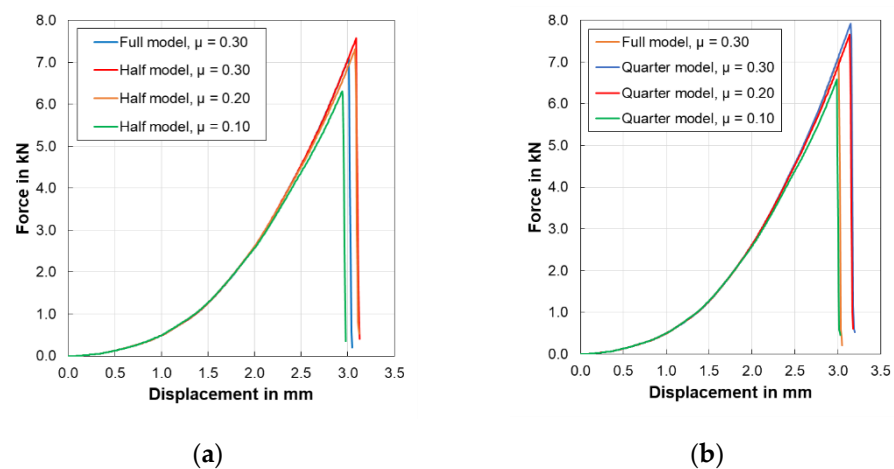 8.0
7.0
6.0
5.0
4.0
3.0
2.0
1.0
0.0
Force in kN
Full model, μ = 0.30
Half model, μ = 0.30
Half model, μ = 0.20
Half model, μ = 0.10
0.0 0.5 1.0 1.5 2.0 2.5 3.0 3.5
Displacement in mm
(a)
8.0
7.0
6.0
5.0
4.0
3.0
2.0
1.0
0.0
Force in kN
Full model, μ = 0.30
Quarter model, μ = 0.30
Quarter model, μ = 0.20
Quarter model, μ = 0.10
0.0 0.5 1.0 1.5 2.0 2.5 3.0 3.5
Displacement in mm
(b)